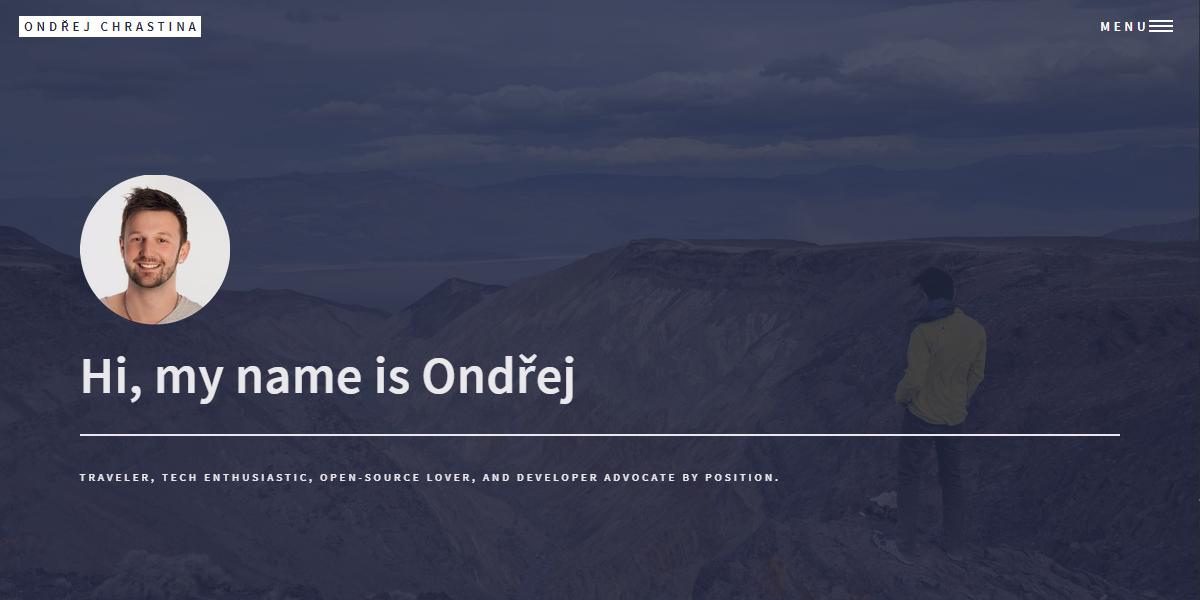 ONDŘEJ CHRASTINA
MENU
Hi, my name is Ondřej
TRAVELER, TECH ENTHUSIASTIC, OPEN-SOURCE LOVER, AND DEVELOPER ADVOCATE BY POSITION.